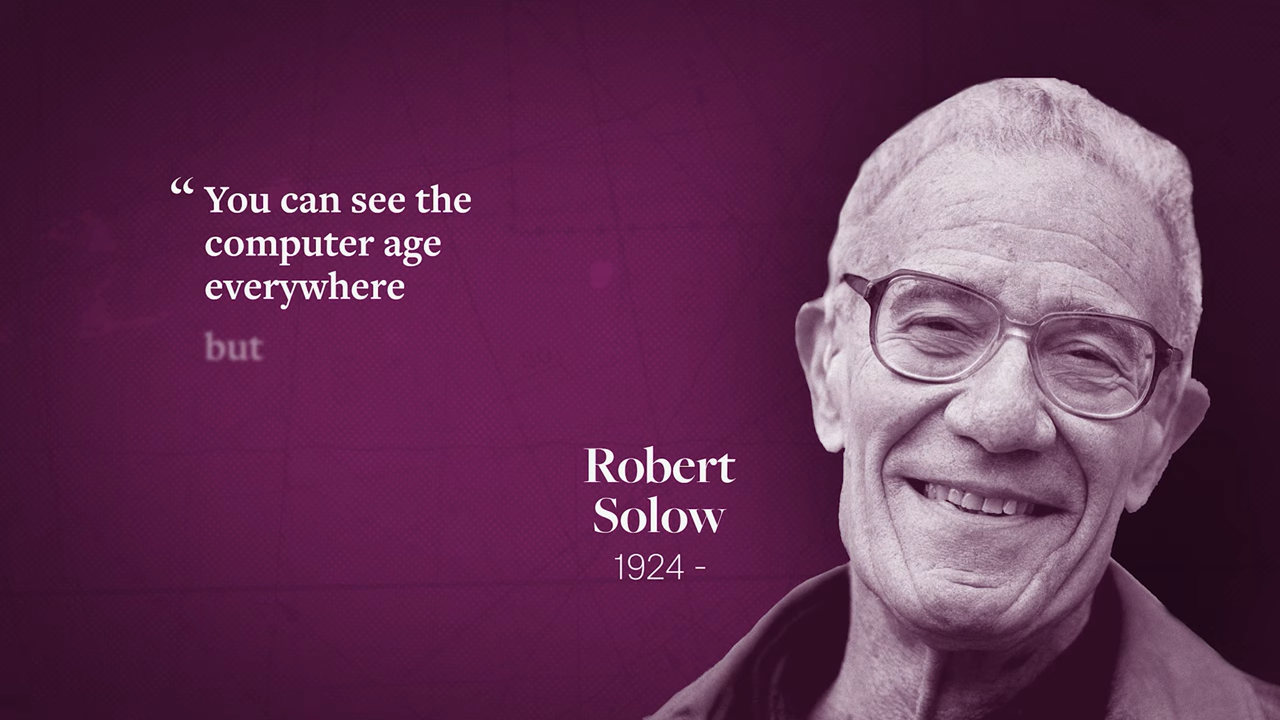 “ You can see the
computer age
everywhere
but
Robert
Solow
1924 -